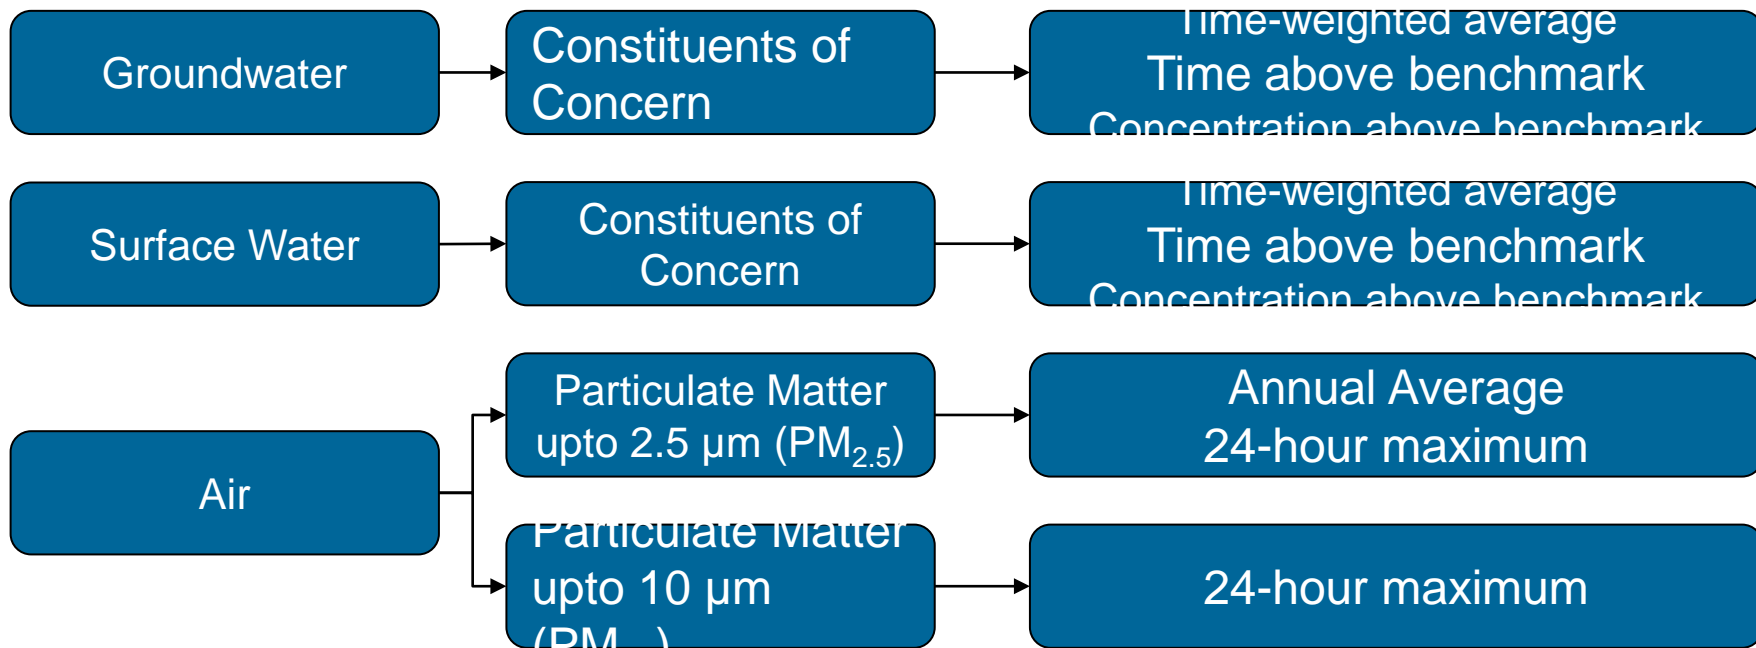 Groundwater
Constituents of
Concern
Time-weighted average
Time above benchmark
Concentration above benchmark
Surface Water
Constituents of
Concern
Time-weighted average
Time above benchmark
Concentration above benchmark
Air
Particulate Matter
upto 2.5 µm (PM2.5)
Annual Average
24-hour maximum
Particulate Matter
upto 10 µm
(PM )
24-hour maximum